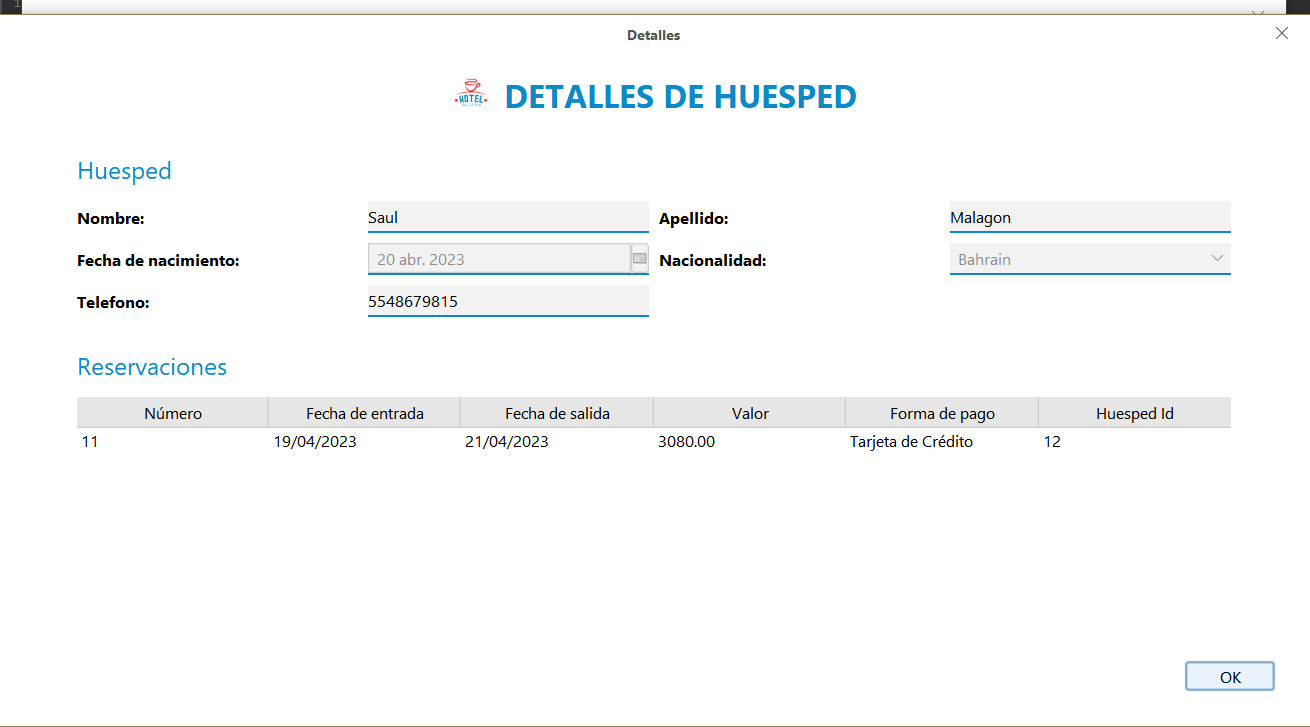 1
Detalles
HOTEL
DETALLES DE HUESPED
Huesped
Nombre: Saul Apellido: Malagon
Fecha de nacimiento: 20 abr. 2023 Nacionalidad: Bahrain
Telefono: 5548679815
Reservaciones
Número Fecha de entrada Fecha de salida Valor Forma de pago Huesped Id
11 19/04/2023 21/04/2023 3080.00 Tarjeta de Crédito 12
OK